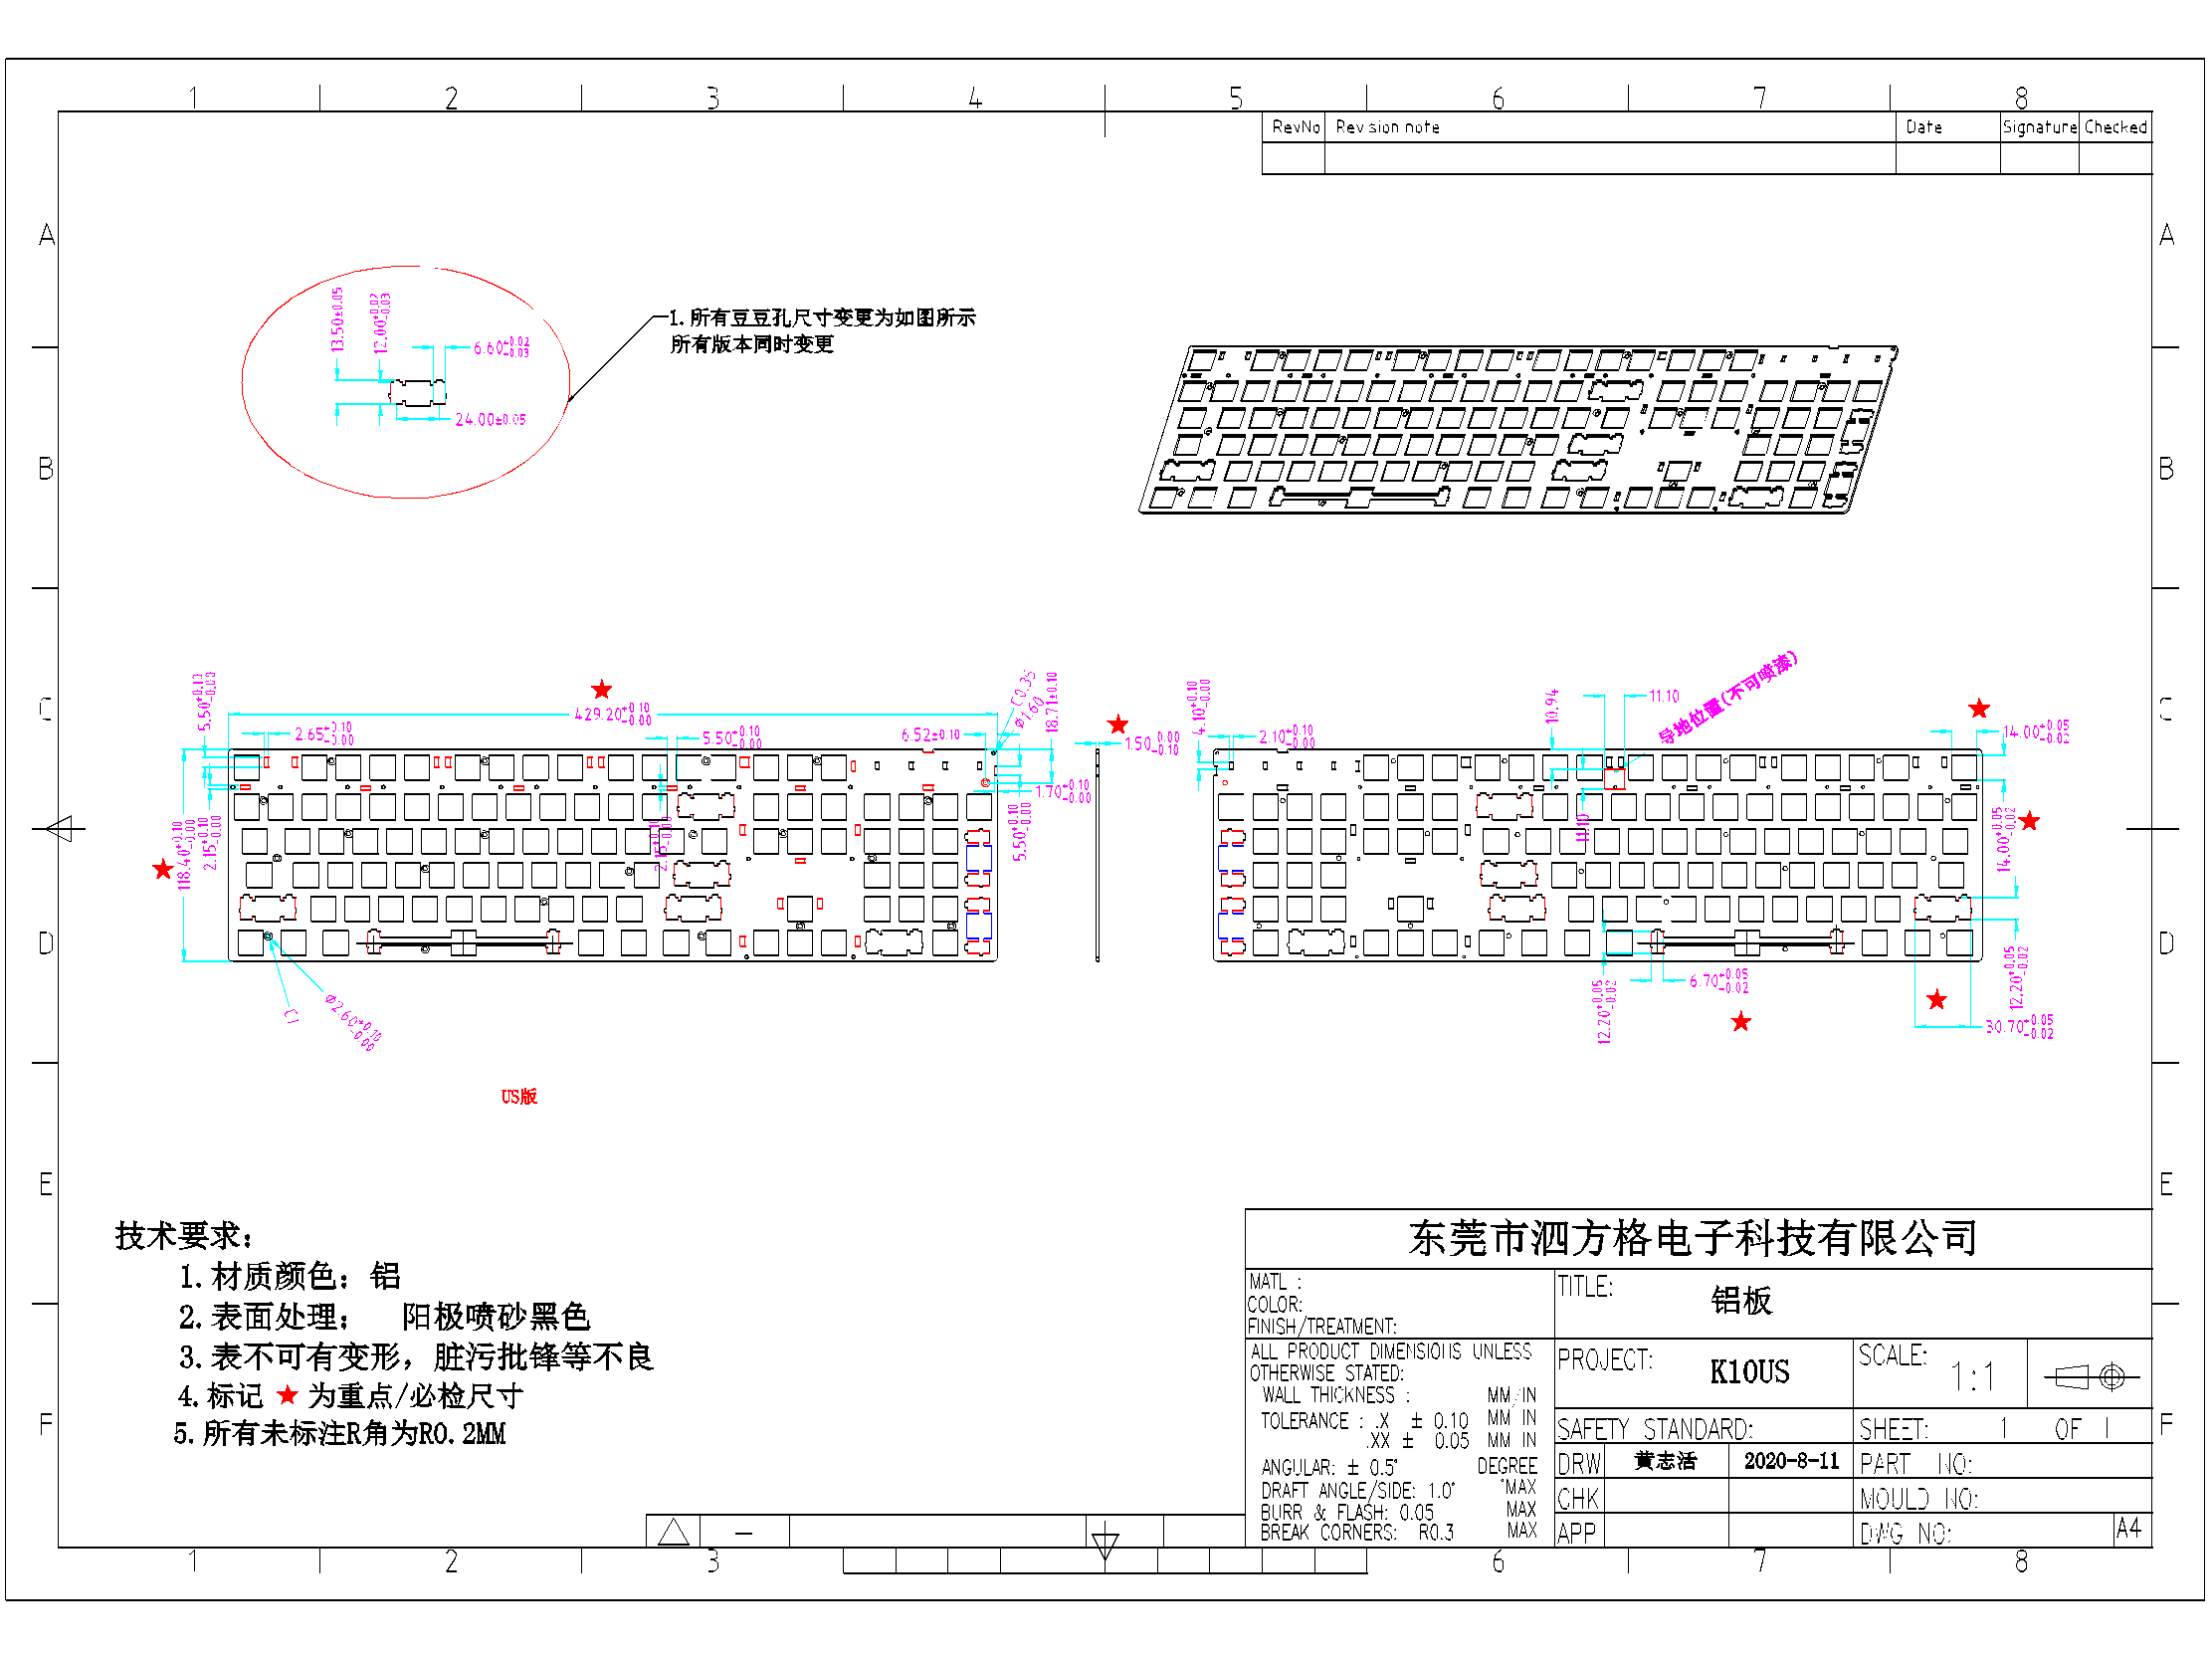 1 2 3 4 5 6 7 8
RevNo Revision note Date Signature Checked
A A
13.50±0.05
12.00+0.02-0.03
6.60+0.02-0.03
24.00±0.05
1.所有豆豆孔尺寸变更为如图所示
所有版本同时变更
B B
C C
5.50+0.10-0.00
2.65+0.10-0.00
429.20+0.10-0.00
5.50+0.10-0.00
6.52±0.10
C0.35
ø1.60
18.71±0.10
1.50 0.00-0.10
1.70+0.10-0.00
5.50+0.10-0.00
118.40+0.10-0.00
2.15+0.10-0.00
2.15+0.10-0.00
C1
ø2.60+0.10-0.00
4.10+0.10-0.00
2.10+0.10-0.00
10.94
11.10
11.10
导地位置(不可喷漆)
14.00+0.05-0.02
14.00+0.05-0.02
12.20+0.05-0.02
6.70+0.05-0.02
12.20+0.05-0.02
30.70+0.05-0.02
D D
US版
E E
技术要求:
1.材质颜色: 铝
2.表面处理: 阳极喷砂黑色
3.表不可有变形, 脏污批锋等不良
4.标记 ★ 为重点/必检尺寸
5.所有未标注R角为R0.2MM
F F
东莞市泗方格电子科技有限公司
MATL :
COLOR:
FINISH/TREATMENT:
TITLE: 铝板
ALL PRODUCT DIMENSIONS UNLESS
OTHERWISE STATED:
WALL THICKNESS : MM/IN
TOLERANCE : .X ± 0.10 MM IN
.XX ± 0.05 MM IN
ANGULAR: ± 0.5° DEGREE
DRAFT ANGLE/SIDE: 1.0° °MAX
BURR & FLASH: 0.05 MAX
BREAK CORNERS: R0.3 MAX
PROJECT: K10US SCALE: 1:1
SAFETY STANDARD: SHEET: 1 OF 1
DRW 黄志活 2020-8-11 PART NO:
CHK MOULD NO:
APP DWG NO: A4
1 2 3 6 7 8